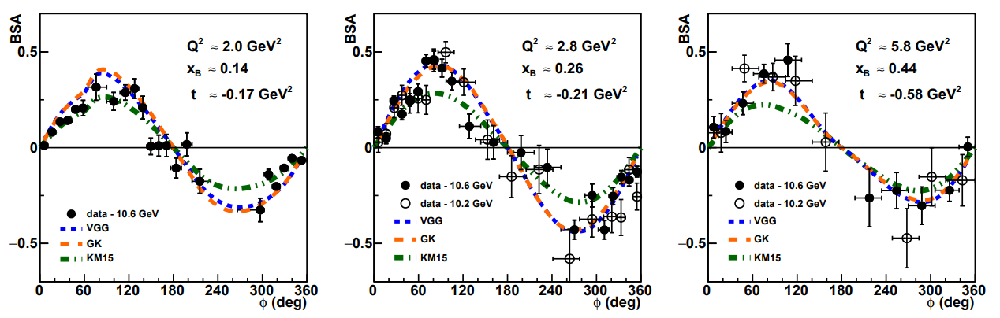 BSA
0.5
0
−0.5
Q² ≈ 2.0 GeV²
x_B ≈ 0.14
t ≈ -0.17 GeV²
data - 10.6 GeV
VGG
GK
KM15
0 60 120 180 240 300 360
ϕ (deg)
BSA
0.5
0
−0.5
Q² ≈ 2.8 GeV²
x_B ≈ 0.26
t ≈ -0.21 GeV²
data - 10.6 GeV
data - 10.2 GeV
VGG
GK
KM15
0 60 120 180 240 300 360
ϕ (deg)
BSA
0.5
0
−0.5
Q² ≈ 5.8 GeV²
x_B ≈ 0.44
t ≈ -0.58 GeV²
data - 10.6 GeV
data - 10.2 GeV
VGG
GK
KM15
0 60 120 180 240 300 360
ϕ (deg)